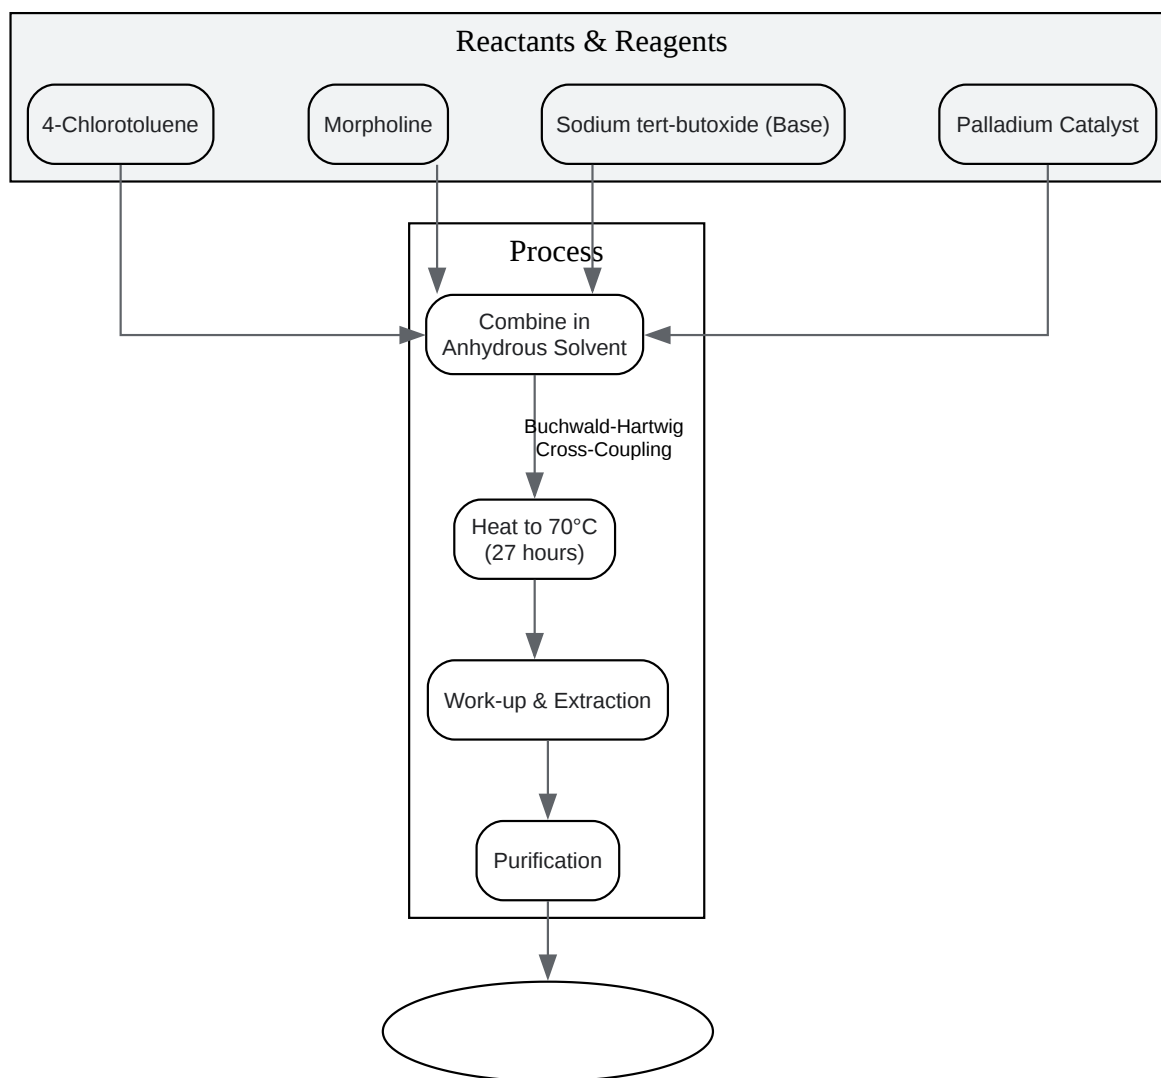 Reactants & Reagents
4-Chlorotoluene
Morpholine
Sodium tert-butoxide (Base)
Palladium Catalyst
Process
Combine in
Anhydrous Solvent
Buchwald-Hartwig
Cross-Coupling
Heat to 70°C
(27 hours)
Work-up & Extraction
Purification